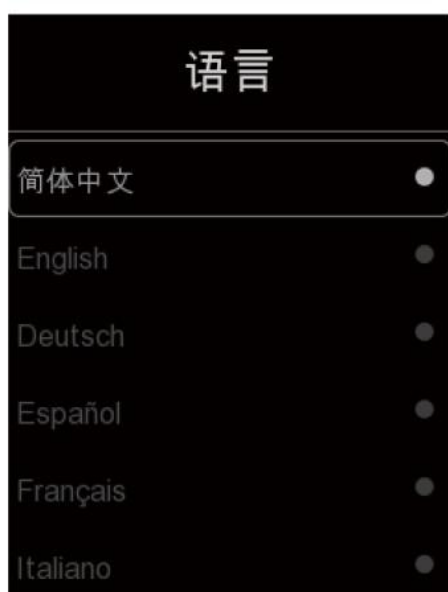 语言
简体中文
English
Deutsch
Español
Français
Italiano